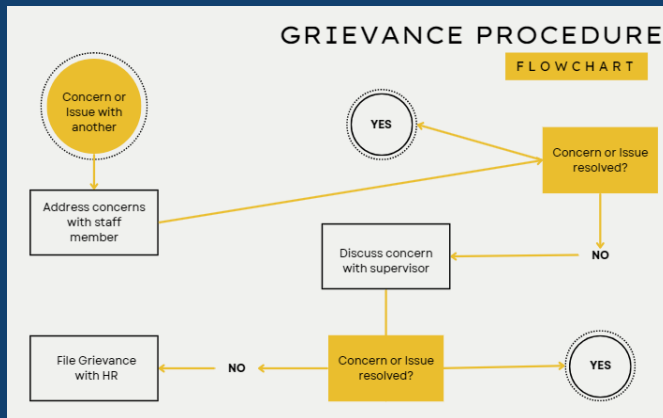 GRIEVANCE PROCEDURE
FLOWCHART
Concern or
Issue with
another
YES
Concern or Issue
resolved?
Address concerns
with staff
member
Discuss concern
with supervisor
NO
File Grievance
with HR
NO
Concern or Issue
resolved?
YES